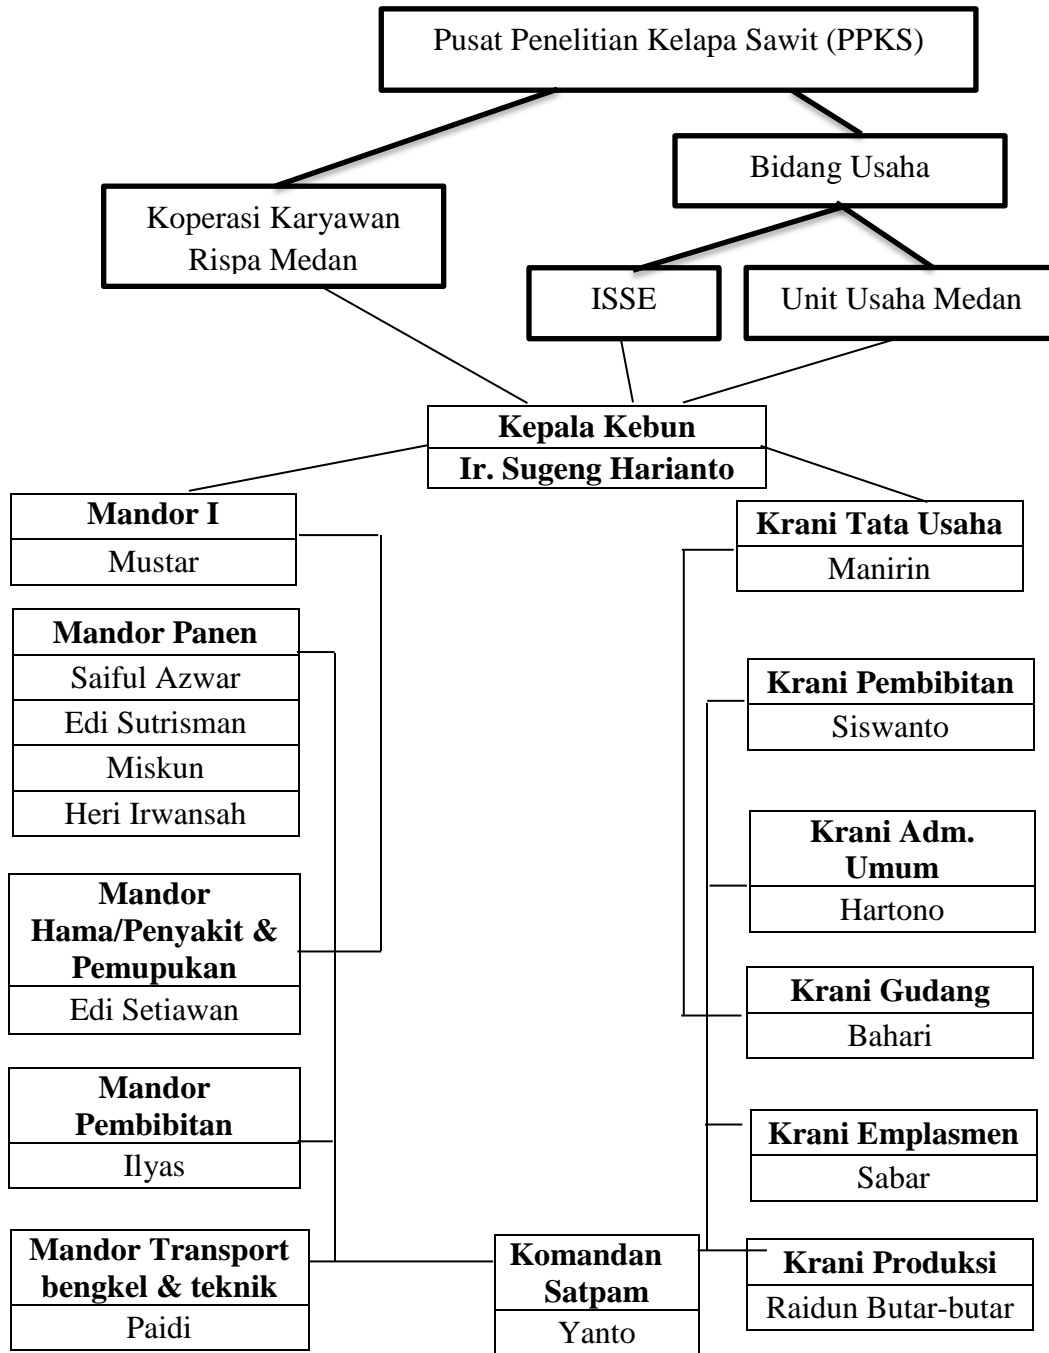 Pusat Penelitian Kelapa Sawit (PPKS)
Bidang Usaha
Koperasi Karyawan
Rispa Medan
ISSE
Unit Usaha Medan
Kepala Kebun
Ir. Sugeng Harianto
Mandor I
Mustar
Krani Tata Usaha
Manirin
Mandor Panen
Saiful Azwar
Edi Sutrisman
Miskun
Heri Irwansah
Krani Pembibitan
Siswanto
Krani Adm.
Umum
Hartono
Mandor
Hama/Penyakit &
Pemupukan
Edi Setiawan
Krani Gudang
Bahari
Mandor
Pembibitan
Ilyas
Krani Emplasmen
Sabar
Mandor Transport
bengkel & teknik
Paidi
Komandan
Satpam
Yanto
Krani Produksi
Raidun Butar-butar